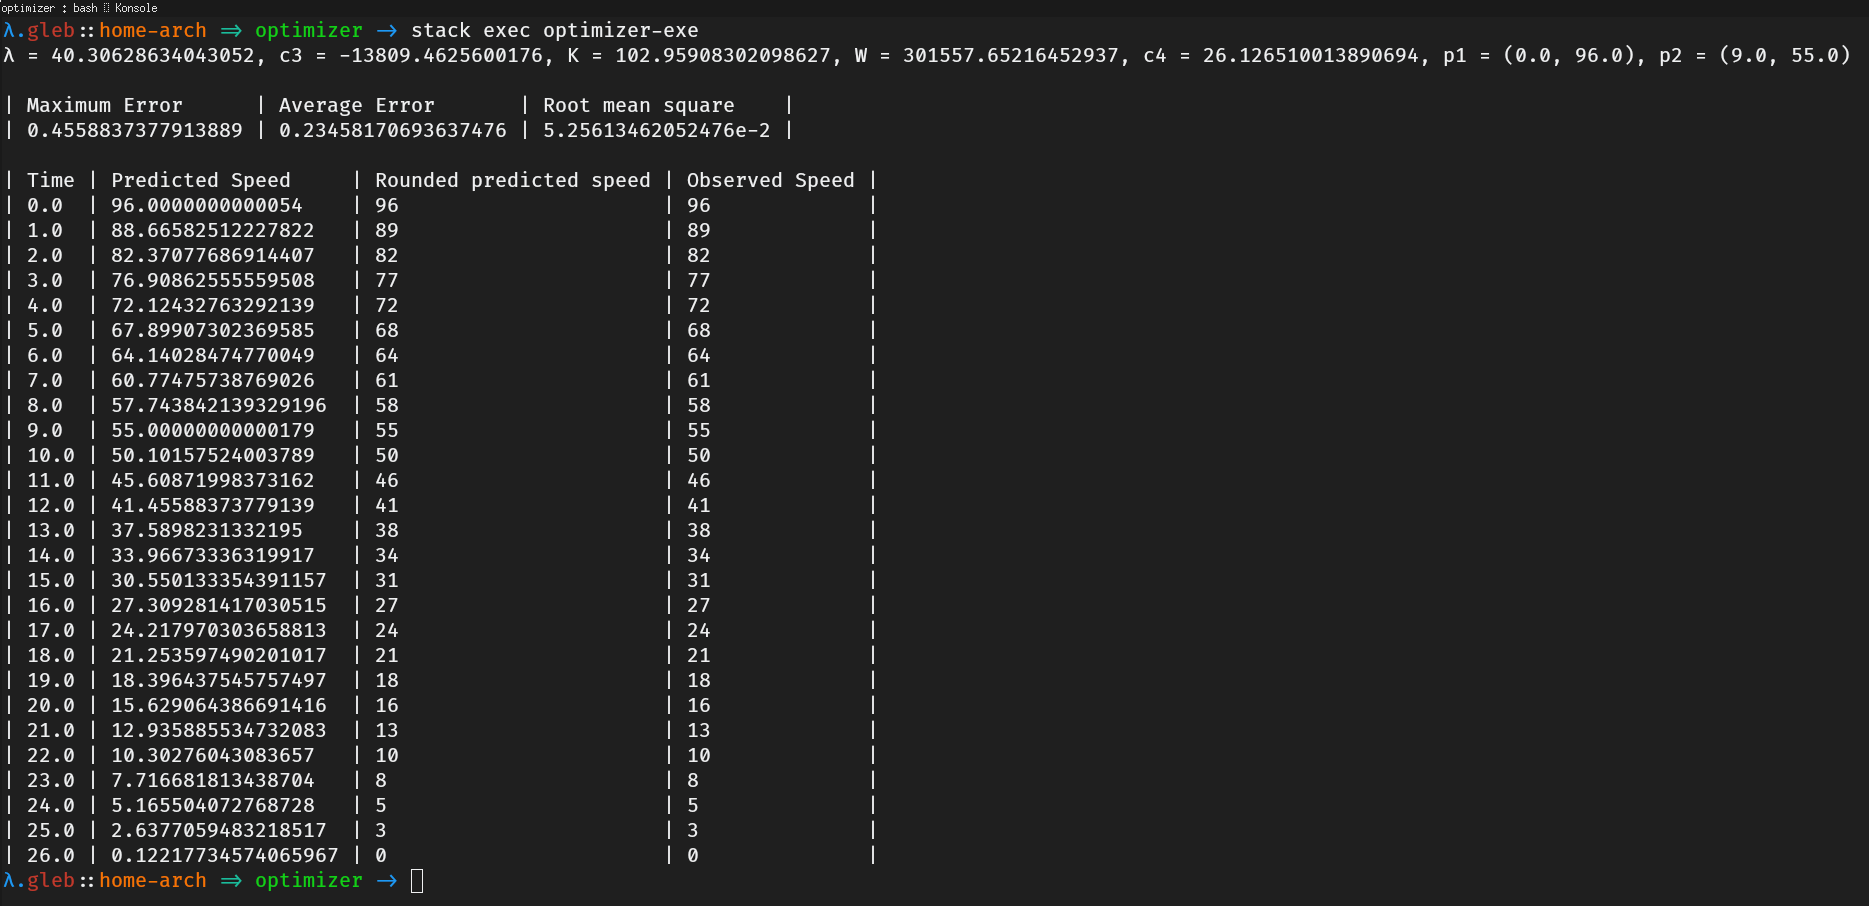 optimizer : bash  Konsole
λ.gleb::home-arch ⇒ optimizer → stack exec optimizer-exe
λ = 40.30628634043052, c3 = -13809.4625600176, K = 102.95908302098627, W = 301557.65216452937, c4 = 26.126510013890694, p1 = (0.0, 96.0), p2 = (9.0, 55.0)
| Maximum Error      | Average Error       | Root mean square    |
| 0.4558837377913889 | 0.23458170693637476 | 5.25613462052476e-2 |
| Time | Predicted Speed     | Rounded predicted speed | Observed Speed |
| 0.0  | 96.0000000000054    | 96                      | 96             |
| 1.0  | 88.66582512227822   | 89                      | 89             |
| 2.0  | 82.37077686914407   | 82                      | 82             |
| 3.0  | 76.90862555559508   | 77                      | 77             |
| 4.0  | 72.12432763292139   | 72                      | 72             |
| 5.0  | 67.89907302369585   | 68                      | 68             |
| 6.0  | 64.14028474770049   | 64                      | 64             |
| 7.0  | 60.77475738769026   | 61                      | 61             |
| 8.0  | 57.743842139329196  | 58                      | 58             |
| 9.0  | 55.00000000000179   | 55                      | 55             |
| 10.0 | 50.10157524003789   | 50                      | 50             |
| 11.0 | 45.60871998373162   | 46                      | 46             |
| 12.0 | 41.45588373779139   | 41                      | 41             |
| 13.0 | 37.5898231332195    | 38                      | 38             |
| 14.0 | 33.96673336319917   | 34                      | 34             |
| 15.0 | 30.550133354391157  | 31                      | 31             |
| 16.0 | 27.309281417030515  | 27                      | 27             |
| 17.0 | 24.217970303658813  | 24                      | 24             |
| 18.0 | 21.253597490201017  | 21                      | 21             |
| 19.0 | 18.396437545757497  | 18                      | 18             |
| 20.0 | 15.629064386691416  | 16                      | 16             |
| 21.0 | 12.935885534732083  | 13                      | 13             |
| 22.0 | 10.30276043083657   | 10                      | 10             |
| 23.0 | 7.716681813438704   | 8                       | 8              |
| 24.0 | 5.165504072768728   | 5                       | 5              |
| 25.0 | 2.6377059483218517  | 3                       | 3              |
| 26.0 | 0.12217734574065967 | 0                       | 0              |
λ.gleb::home-arch ⇒ optimizer →